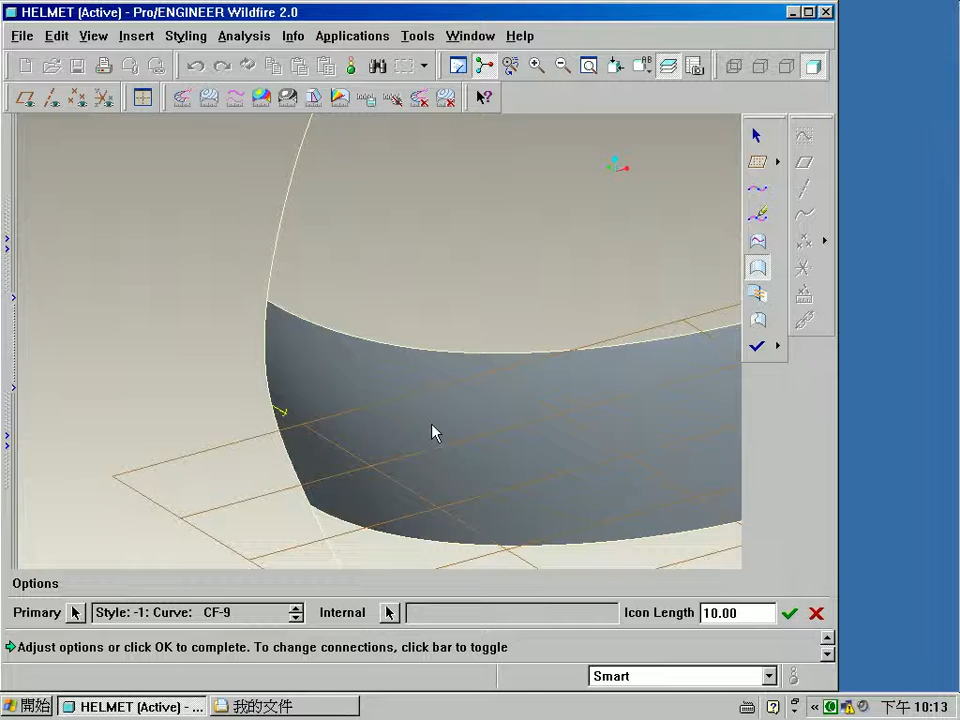 HELMET (Active) - Pro/ENGINEER Wildfire 2.0
File Edit View Insert Styling Analysis Info Applications Tools Window Help
Options
Primary Style: -1: Curve: CF-9 Internal Icon Length 10.00
Adjust options or click OK to complete. To change connections, click bar to toggle
Smart
開始 HELMET (Active) - ... 我的文件 下午 10:13